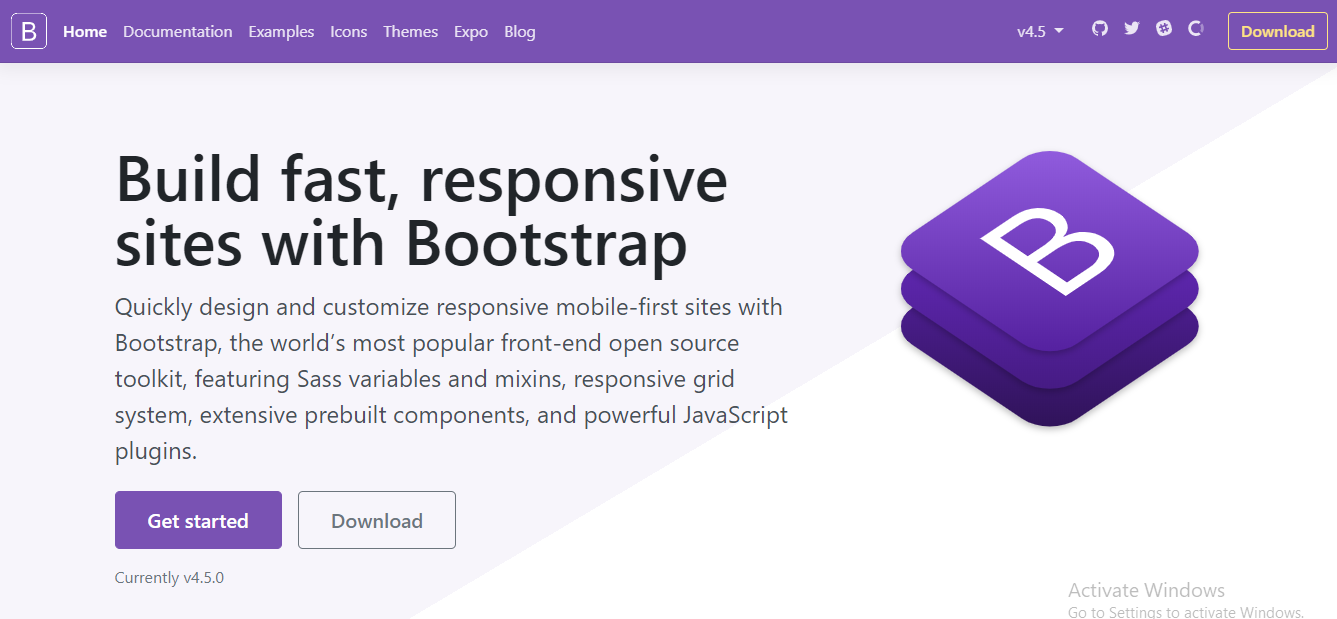 B Home Documentation Examples Icons Themes Expo Blog v4.5 Download
Build fast, responsive
sites with Bootstrap
B
Quickly design and customize responsive mobile-first sites with
Bootstrap, the world’s most popular front-end open source
toolkit, featuring Sass variables and mixins, responsive grid
system, extensive prebuilt components, and powerful JavaScript
plugins.
Get started Download
Currently v4.5.0
Activate Windows
Go to Settings to activate Windows.